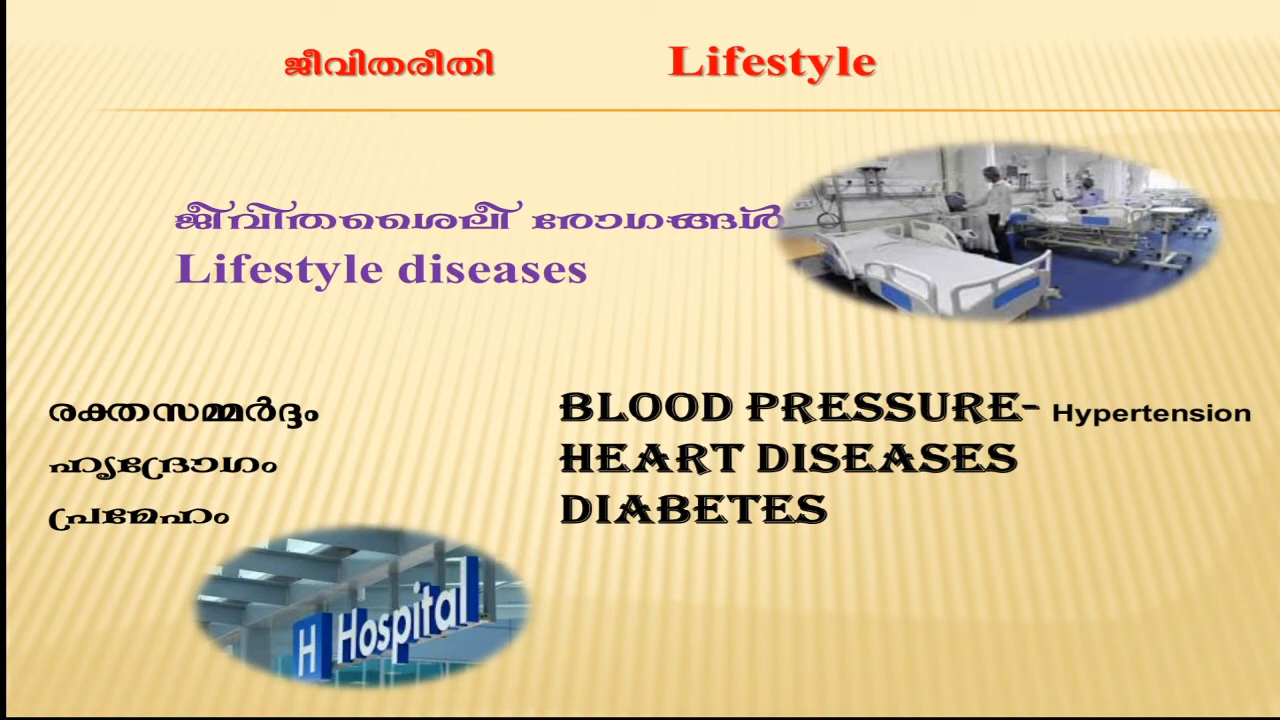 ജീവിതരീതി Lifestyle
ജീവിതശൈലീ രോഗങ്ങൾ
Lifestyle diseases
രക്തസമ്മർദ്ദം BLOOD PRESSURE- Hypertension
ഹൃദ്രോഗം HEART DISEASES
പ്രമേഹം DIABETES
H Hospital